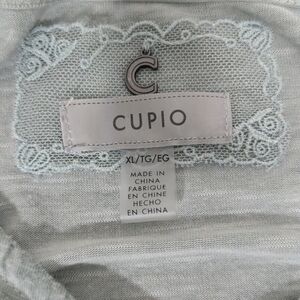 C
CUPIO
XL/TG/EG
MADE IN
CHINA
FABRIQUE
EN CHINE
HECHO
EN CHINA